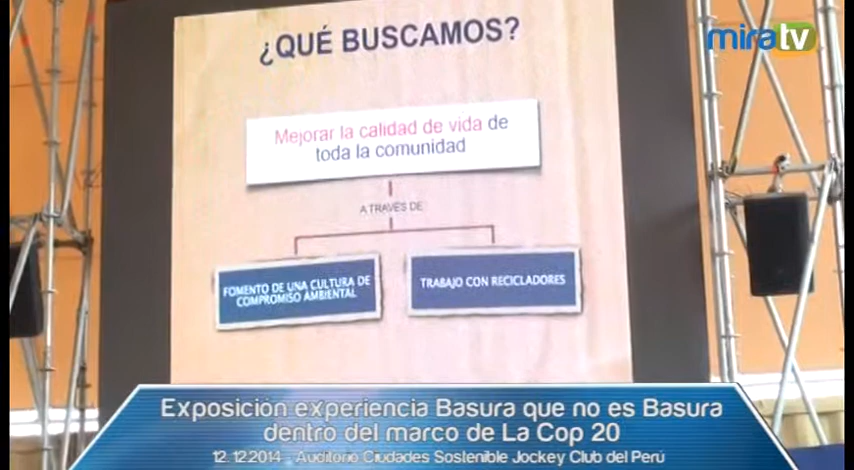 ¿QUÉ BUSCAMOS?
miratv
Mejorar la calidad de vida de
toda la comunidad
A TRAVÉS DE
FOMENTO DE UNA CULTURA DE
COMPROMISO AMBIENTAL
TRABAJO CON RECICLADORES
Exposición experiencia Basura que no es Basura
dentro del marco de La Cop 20
12.12.2014 - Auditorio Ciudades Sostenible Jockey Club del Perú